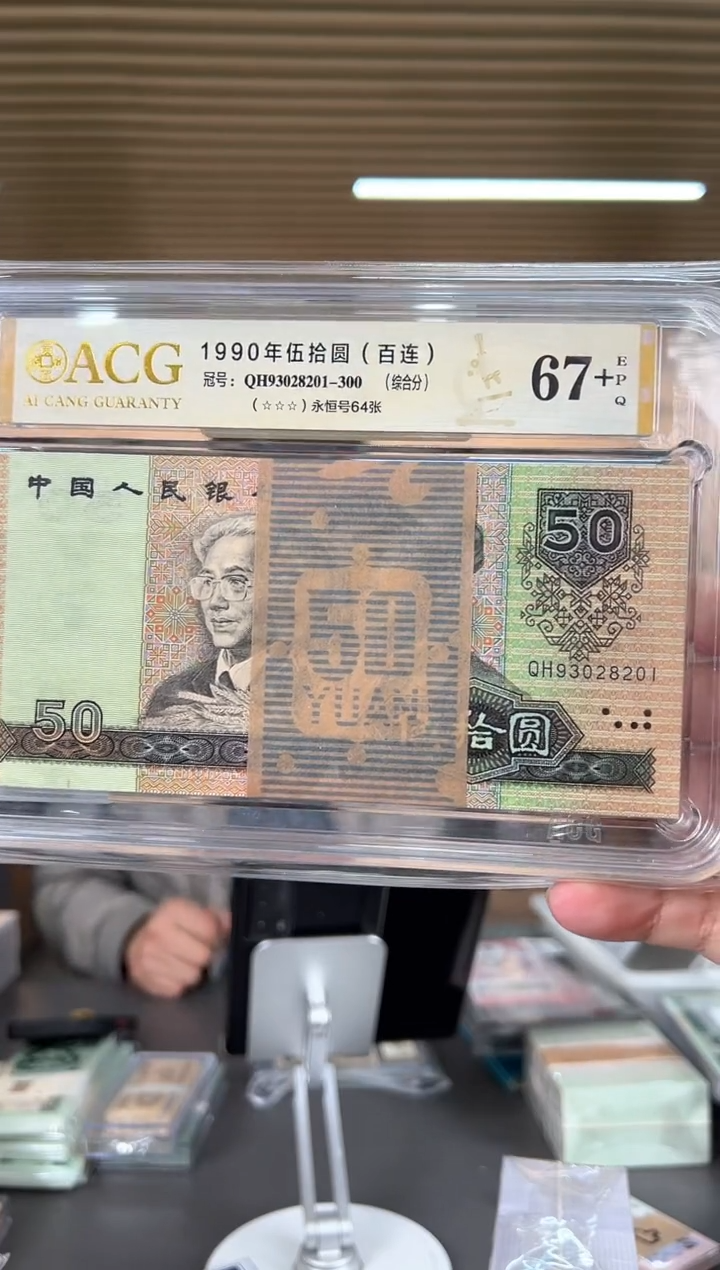 ACG
AI CANG GUARANTY
1990年伍拾圆（百连）
冠号：QH93028201-300 （综合分）
（☆☆☆）永恒号64张
67+
EPQ
中国人民银
50
50
YUAN
QH93028201
50
拾圆
ACG